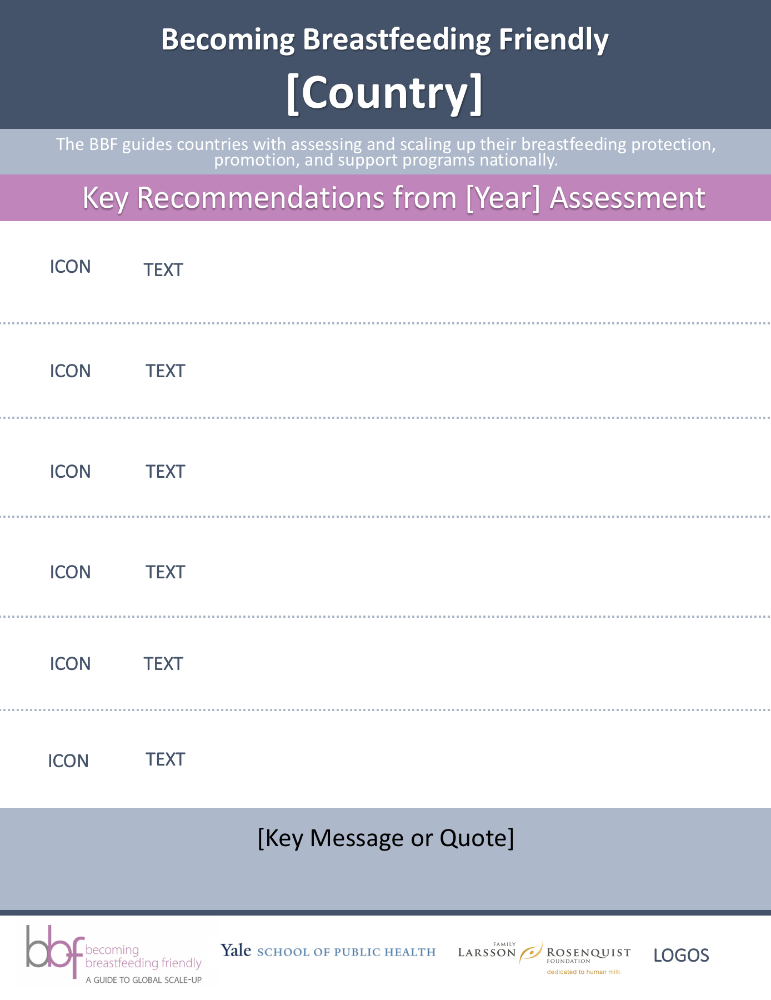 Becoming Breastfeeding Friendly
[Country]
The BBF guides countries with assessing and scaling up their breastfeeding protection,
promotion, and support programs nationally.
Key Recommendations from [Year] Assessment
ICON TEXT
ICON TEXT
ICON TEXT
ICON TEXT
ICON TEXT
ICON TEXT
[Key Message or Quote]
bbf becoming
breastfeeding friendly
A GUIDE TO GLOBAL SCALE-UP
Yale SCHOOL OF PUBLIC HEALTH
FAMILY
LARSSON ROSENQUIST
FOUNDATION
dedicated to human milk
LOGOS